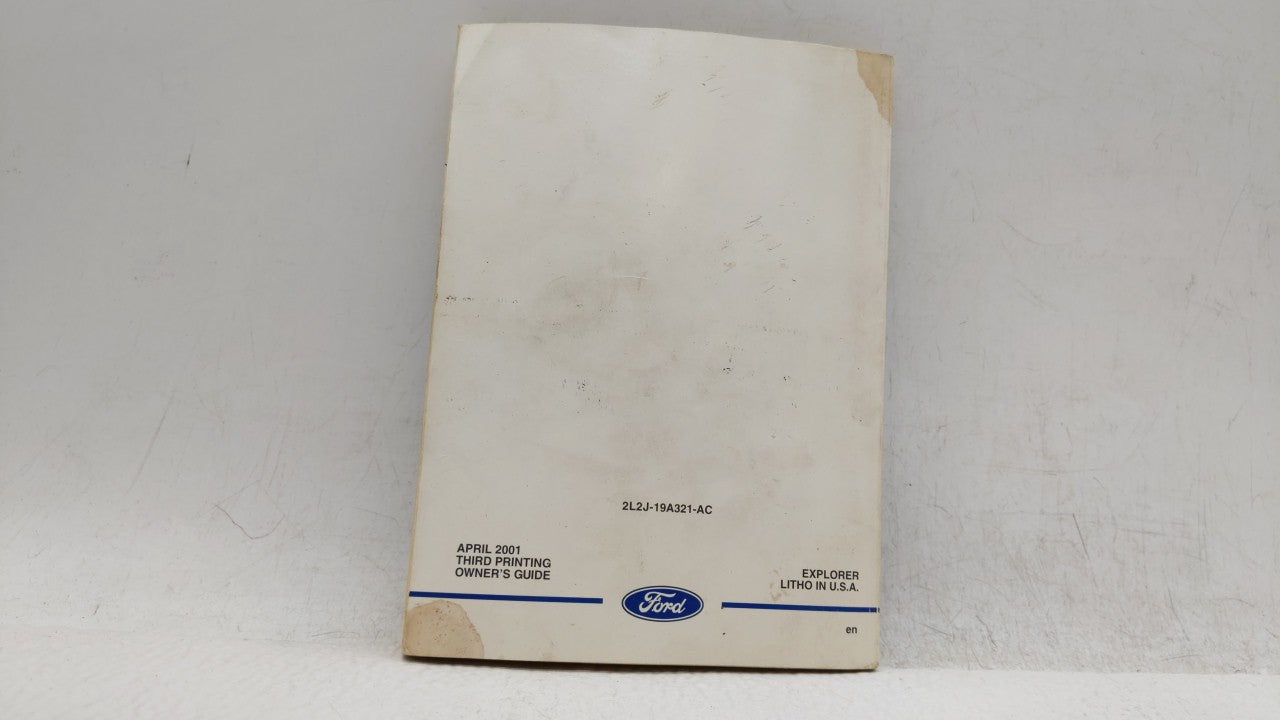 2L2J-19A321-AC
APRIL 2001
THIRD PRINTING
OWNER'S GUIDE
EXPLORER
LITHO IN U.S.A.
Ford
en